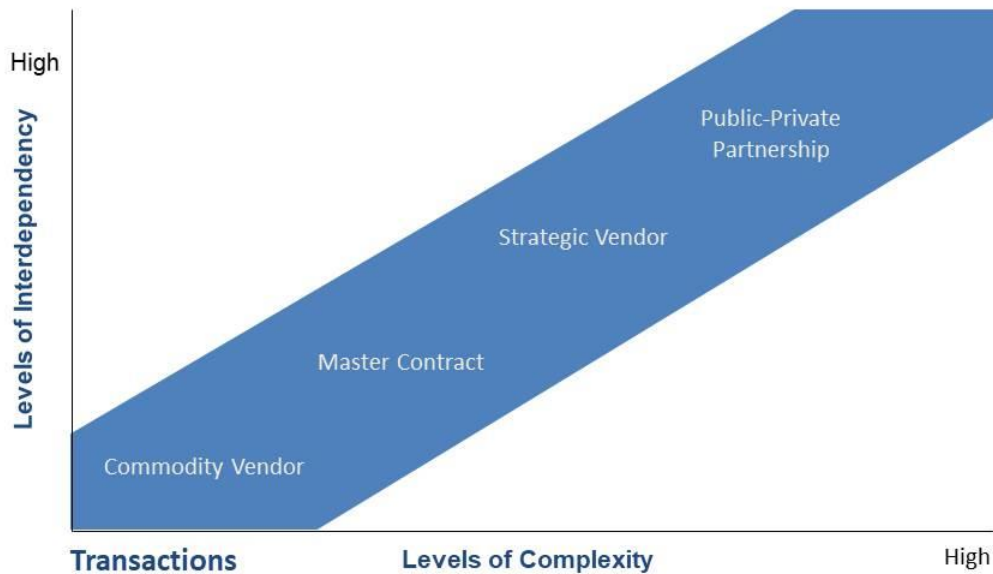 High
Levels of Interdependency
Public-Private
Partnership
Strategic Vendor
Master Contract
Commodity Vendor
Transactions
Levels of Complexity
High